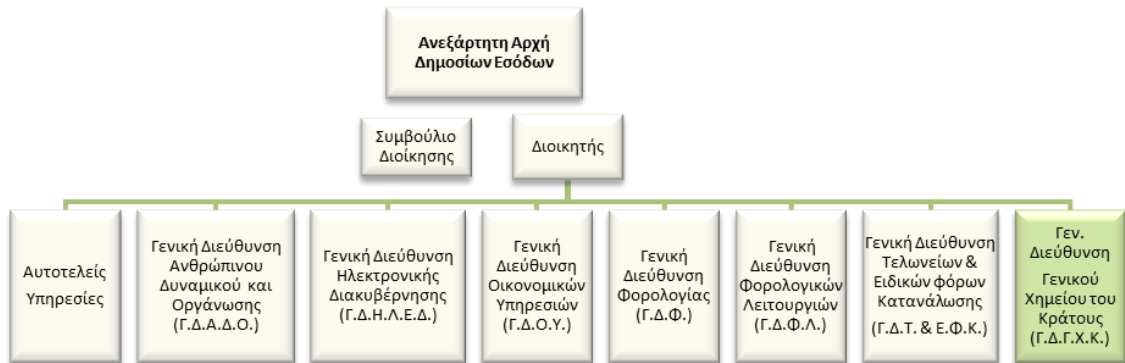 Ανεξάρτητη Αρχή
Δημοσίων Εσόδων
Συμβούλιο
Διοίκησης
Διοικητής
Αυτοτελείς
Υπηρεσίες
Γενική Διεύθυνση
Ανθρώπινου
Δυναμικού και
Οργάνωσης
(Γ.Δ.Α.Δ.Ο.)
Γενική Διεύθυνση
Ηλεκτρονικής
Διακυβέρνησης
(Γ.Δ.Η.Λ.Ε.Δ.)
Γενική
Διεύθυνση
Οικονομικών
Υπηρεσιών
(Γ.Δ.Ο.Υ.)
Γενική
Διεύθυνση
Φορολογίας
(Γ.Δ.Φ.)
Γενική
Διεύθυνση
Φορολογικών
Λειτουργιών
(Γ.Δ.Φ.Λ.)
Γενική Διεύθυνση
Τελωνείων &
Ειδικών φόρων
Κατανάλωσης
(Γ.Δ.Τ. & Ε.Φ.Κ.)
Γεν.
Διεύθυνση
Γενικού
Χημείου του
Κράτους
(Γ.Δ.Γ.Χ.Κ.)